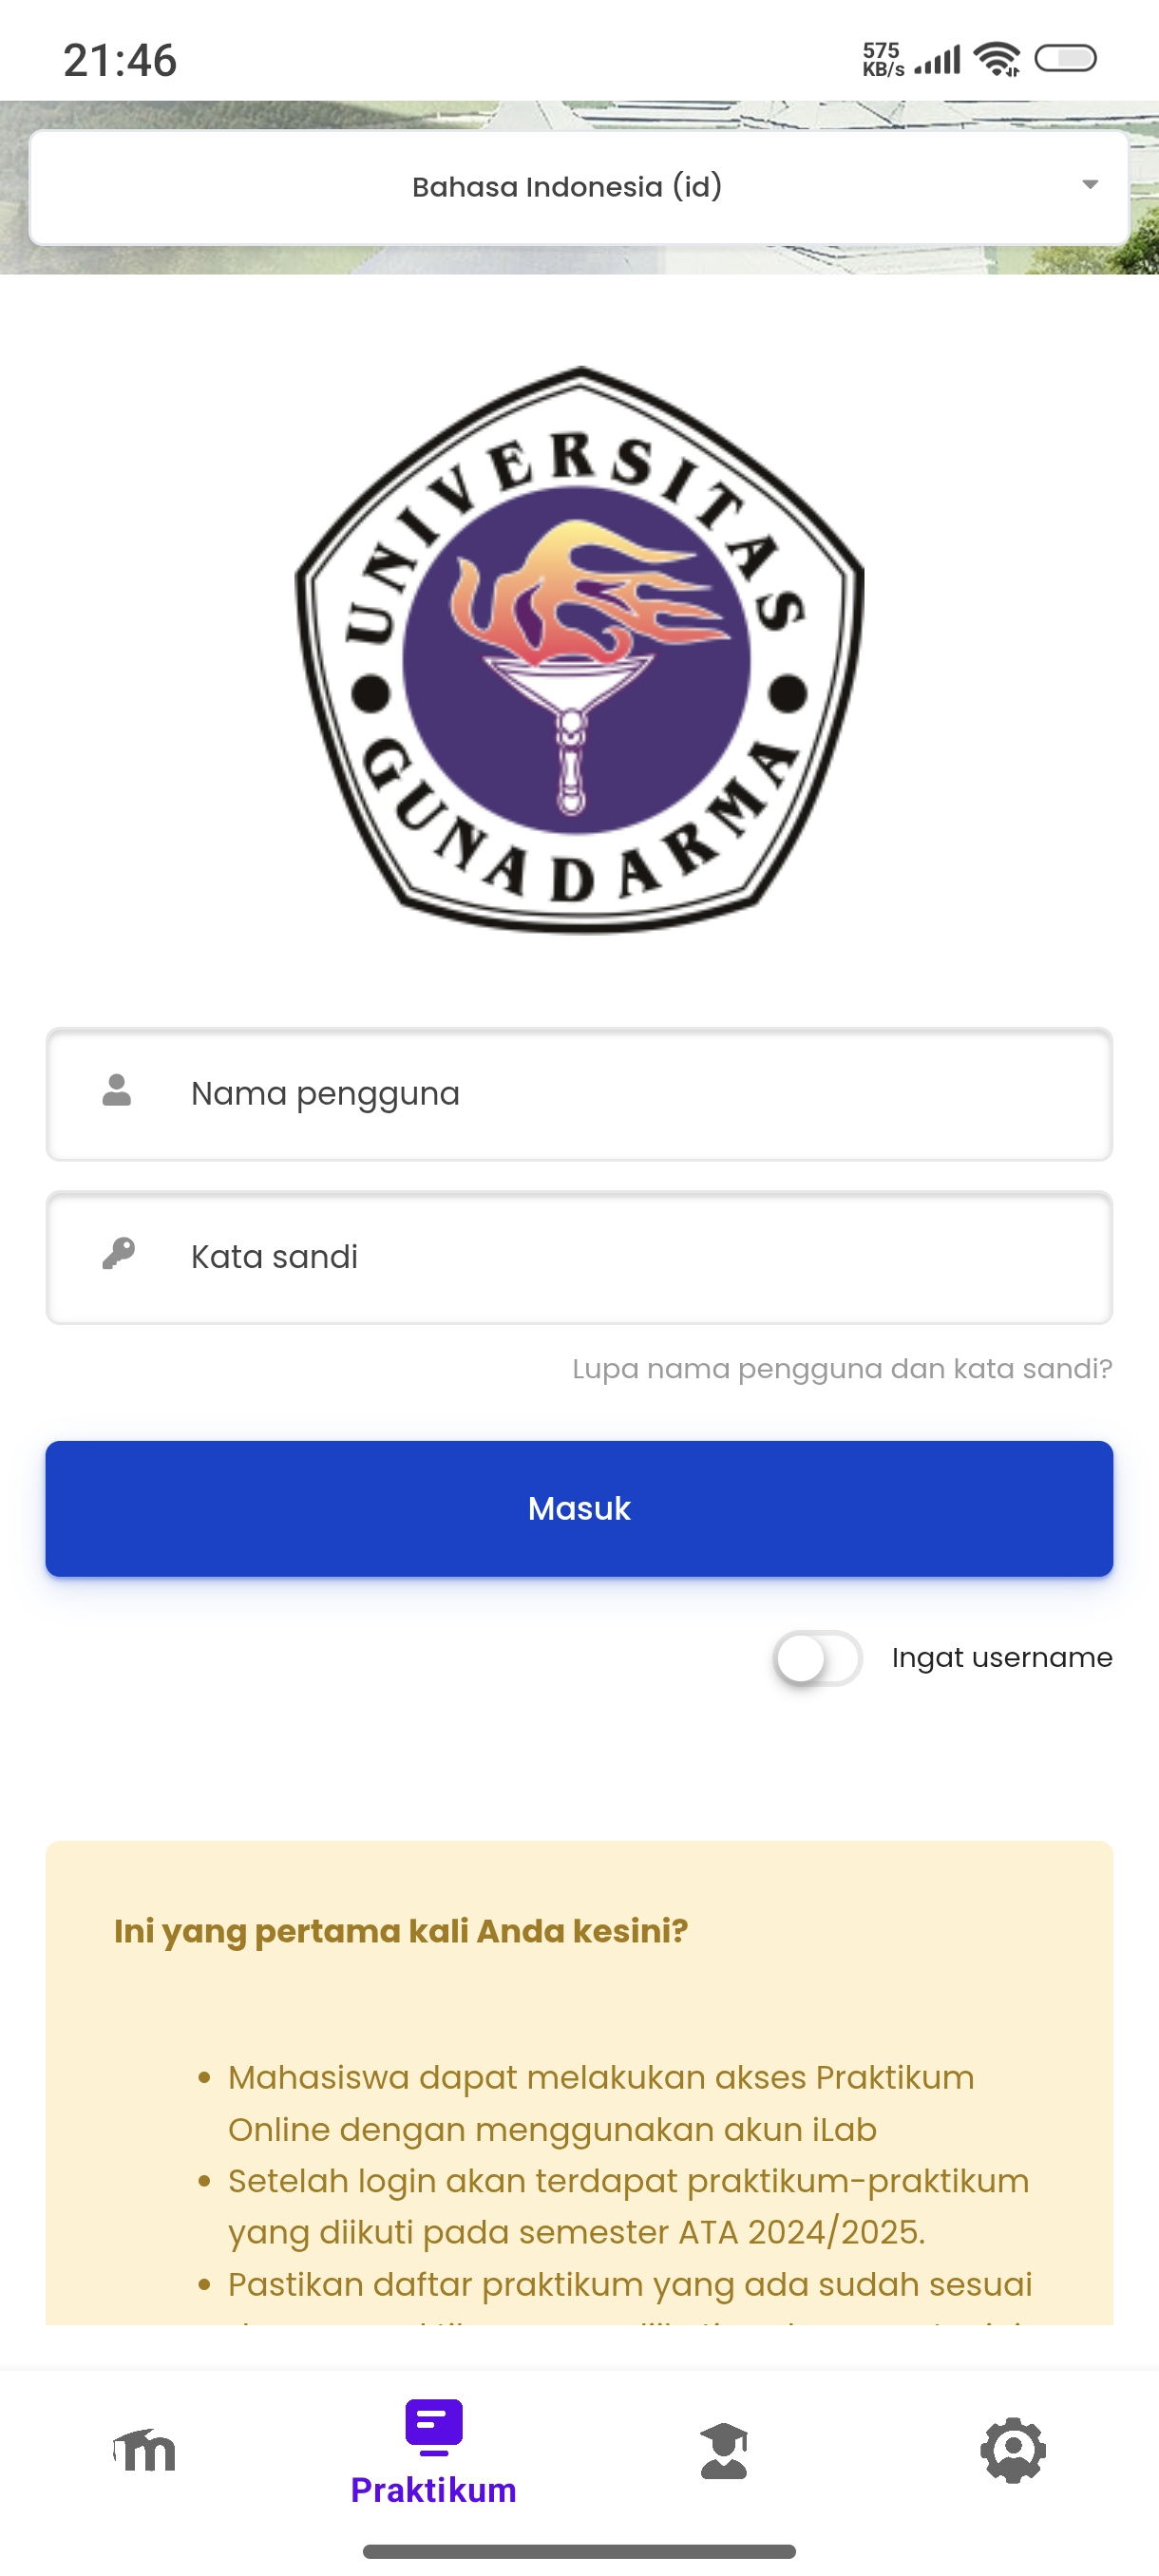 21:46
575
KB/s
Bahasa Indonesia (id)
UNIVERSITAS
GUNADARMA
Nama pengguna
Kata sandi
Lupa nama pengguna dan kata sandi?
Masuk
Ingat username
Ini yang pertama kali Anda kesini?
• Mahasiswa dapat melakukan akses Praktikum
Online dengan menggunakan akun iLab
• Setelah login akan terdapat praktikum-praktikum
yang diikuti pada semester ATA 2024/2025.
• Pastikan daftar praktikum yang ada sudah sesuai
m
Praktikum